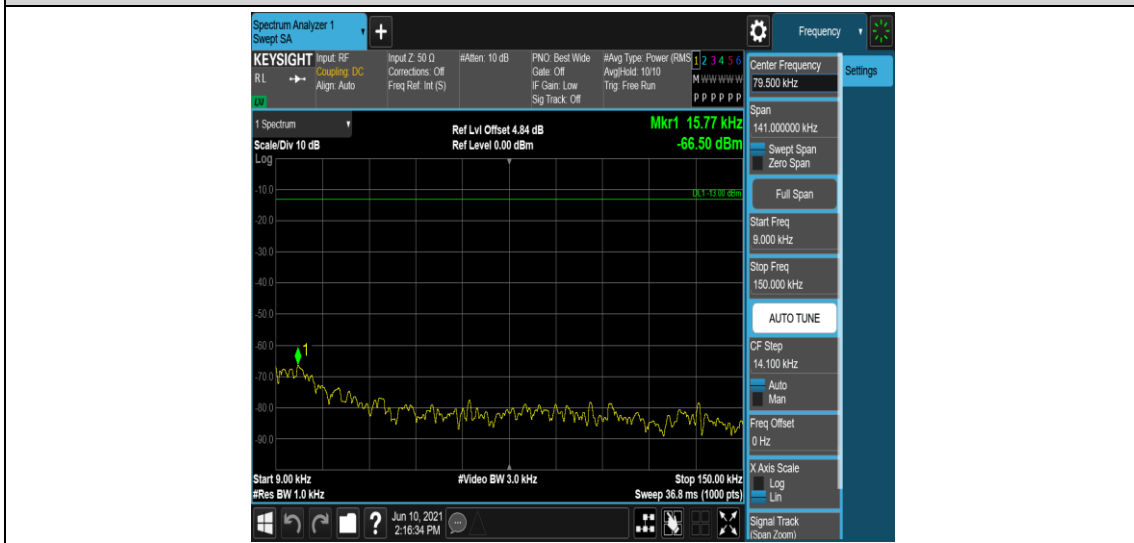 Spectrum Analyzer 1
Swept SA
+
Frequency
KEYSIGHT
RL
LXI
Input: RF
Coupling: DC
Align: Auto
Input Z: 50 Ω
Corrections: Off
Freq Ref: Int (S)
#Atten: 10 dB
PNO: Best Wide
Gate: Off
IF Gain: Low
Sig Track: Off
#Avg Type: Power (RMS
Avg|Hold: 10/10
Trig: Free Run
1 2 3 4 5 6
M W W W W W
P P P P P P
1 Spectrum
Scale/Div 10 dB
Ref Lvl Offset 4.84 dB
Ref Level 0.00 dBm
Mkr1 15.77 kHz
-66.50 dBm
Log
DL1 -13.00 dBm
-10.0
-20.0
-30.0
-40.0
-50.0
-60.0
1
-70.0
-80.0
-90.0
Start 9.00 kHz
#Video BW 3.0 kHz
Stop 150.00 kHz
#Res BW 1.0 kHz
Sweep 36.8 ms (1000 pts)
Center Frequency
79.500 kHz
Settings
Span
141.000000 kHz
Swept Span
Zero Span
Full Span
Start Freq
9.000 kHz
Stop Freq
150.000 kHz
AUTO TUNE
CF Step
14.100 kHz
Auto
Man
Freq Offset
0 Hz
X Axis Scale
Log
Lin
Signal Track
(Span Zoom)
?
Jun 10, 2021
2:16:34 PM